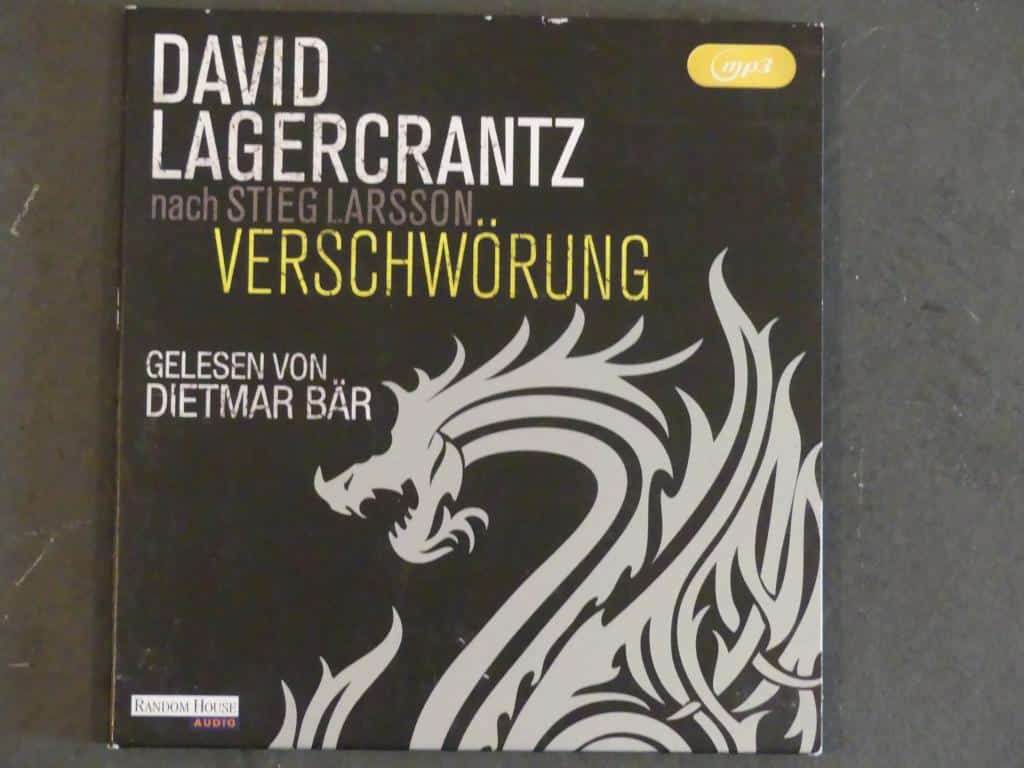 DAVID
LAGERCRANTZ
mp3
nach STIEG LARSSON
VERSCHWÖRUNG
GELESEN VON
DIETMAR BÄR
RANDOM HOUSE
AUDIO